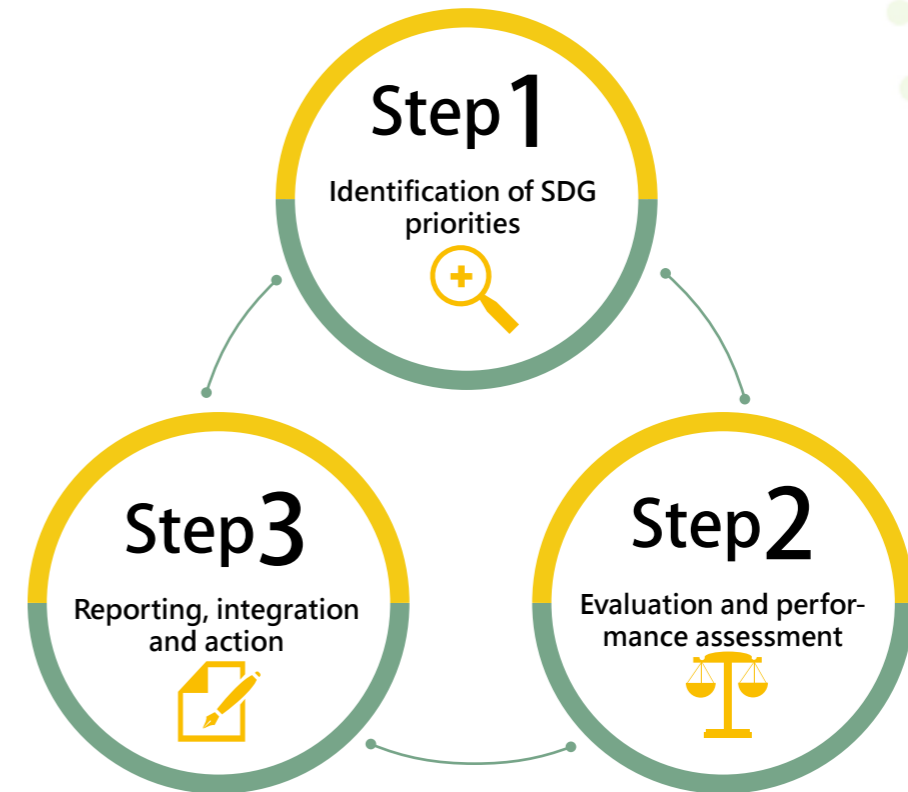 Step1
Identification of SDG
priorities
Step2
Evaluation and perfor-
mance assessment
Step3
Reporting, integration
and action